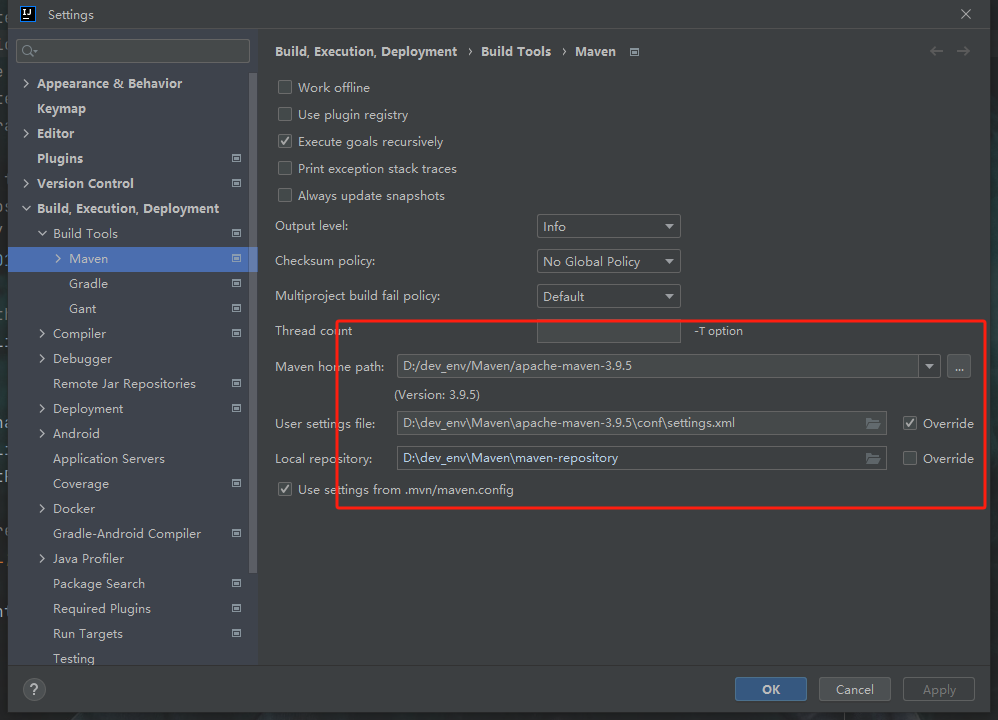 Settings
Build, Execution, Deployment › Build Tools › Maven
Appearance & Behavior
Keymap
Editor
Plugins
Version Control
Build, Execution, Deployment
Build Tools
Maven
Gradle
Gant
Compiler
Debugger
Remote Jar Repositories
Deployment
Android
Application Servers
Coverage
Docker
Gradle-Android Compiler
Java Profiler
Package Search
Required Plugins
Run Targets
Testing
Work offline
Use plugin registry
Execute goals recursively
Print exception stack traces
Always update snapshots
Output level: Info
Checksum policy: No Global Policy
Multiproject build fail policy: Default
Thread count -T option
Maven home path: D:/dev_env/Maven/apache-maven-3.9.5 ...
(Version: 3.9.5)
User settings file: D:\dev_env\Maven\apache-maven-3.9.5\conf\settings.xml Override
Local repository: D:\dev_env\Maven\maven-repository Override
Use settings from .mvn/maven.config
? OK Cancel Apply